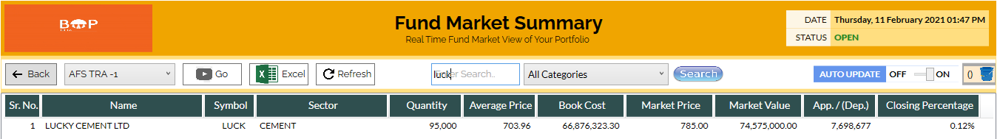 BOP
Fund Market Summary
Real Time Fund Market View of Your Portfolio
DATE Thursday, 11 February 2021 01:47 PM
STATUS OPEN
Back AFS TRA -1 Go Excel Refresh luck Enter Search.. All Categories Search AUTO UPDATE OFF ON ()
Sr. No. Name Symbol Sector Quantity Average Price Book Cost Market Price Market Value App. / (Dep.) Closing Percentage
1 LUCKY CEMENT LTD LUCK CEMENT 95,000 703.96 66,876,323.30 785.00 74,575,000.00 7,698,677 0.12%